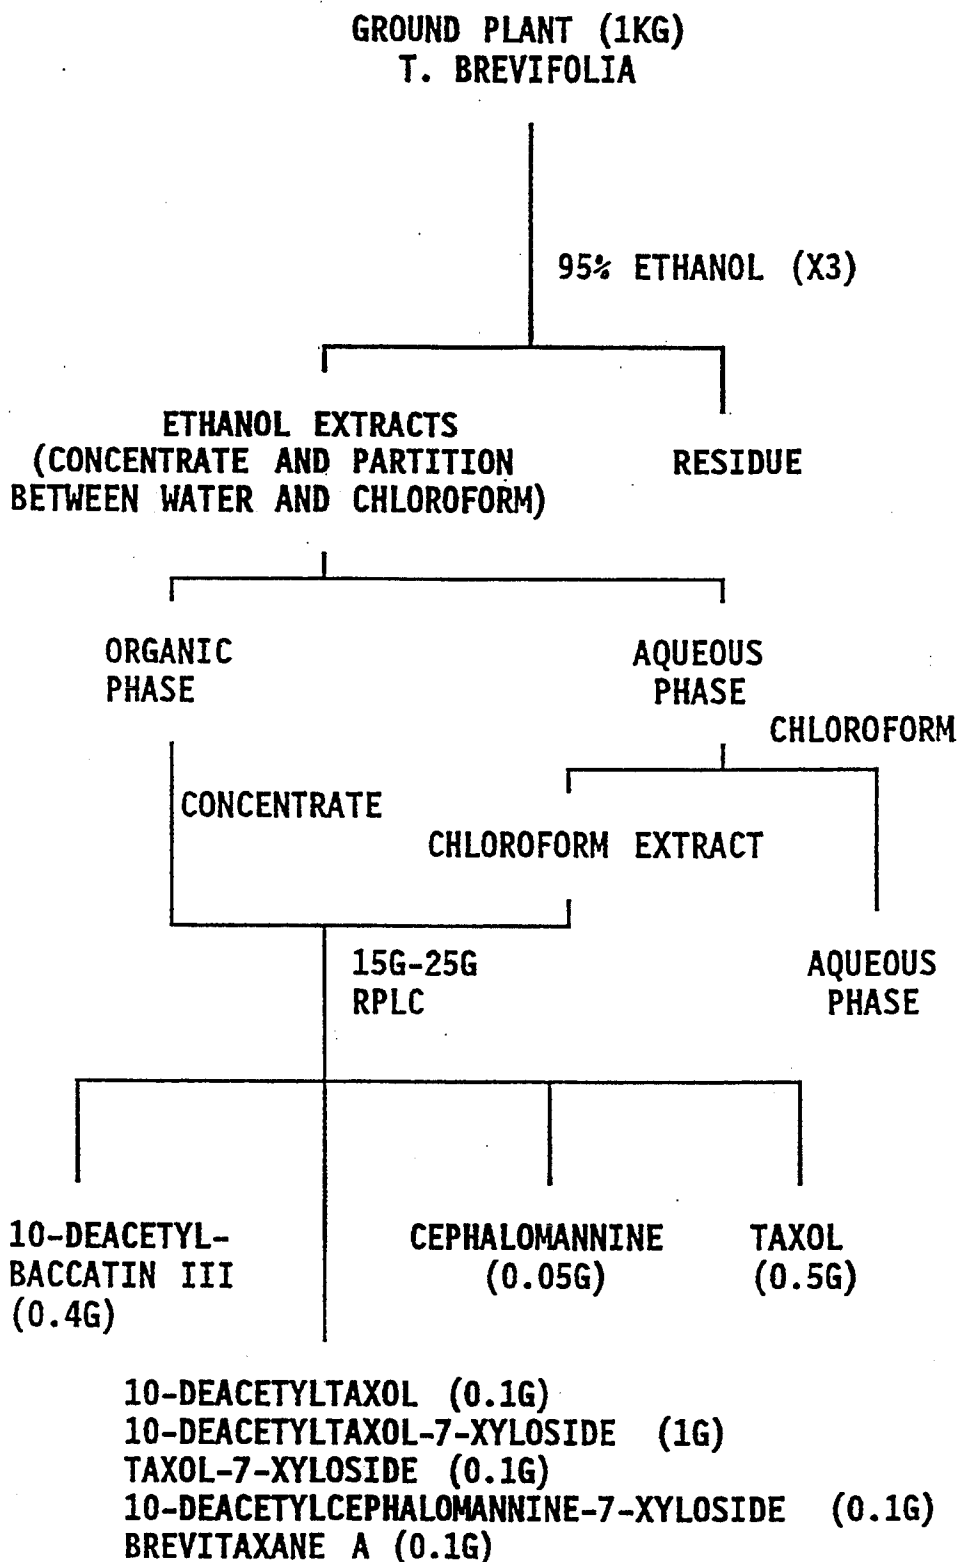 GROUND PLANT (1KG)
T. BREVIFOLIA
95% ETHANOL (X3)
ETHANOL EXTRACTS
(CONCENTRATE AND PARTITION
BETWEEN WATER AND CHLOROFORM)
RESIDUE
ORGANIC
PHASE
AQUEOUS
PHASE
CHLOROFORM
CONCENTRATE
CHLOROFORM EXTRACT
15G-25G
RPLC
AQUEOUS
PHASE
10-DEACETYL-
BACCATIN III
(0.4G)
CEPHALOMANNINE
(0.05G)
TAXOL
(0.5G)
10-DEACETYLTAXOL (0.1G)
10-DEACETYLTAXOL-7-XYLOSIDE (1G)
TAXOL-7-XYLOSIDE (0.1G)
10-DEACETYLCEPHALOMANNINE-7-XYLOSIDE (0.1G)
BREVITAXANE A (0.1G)